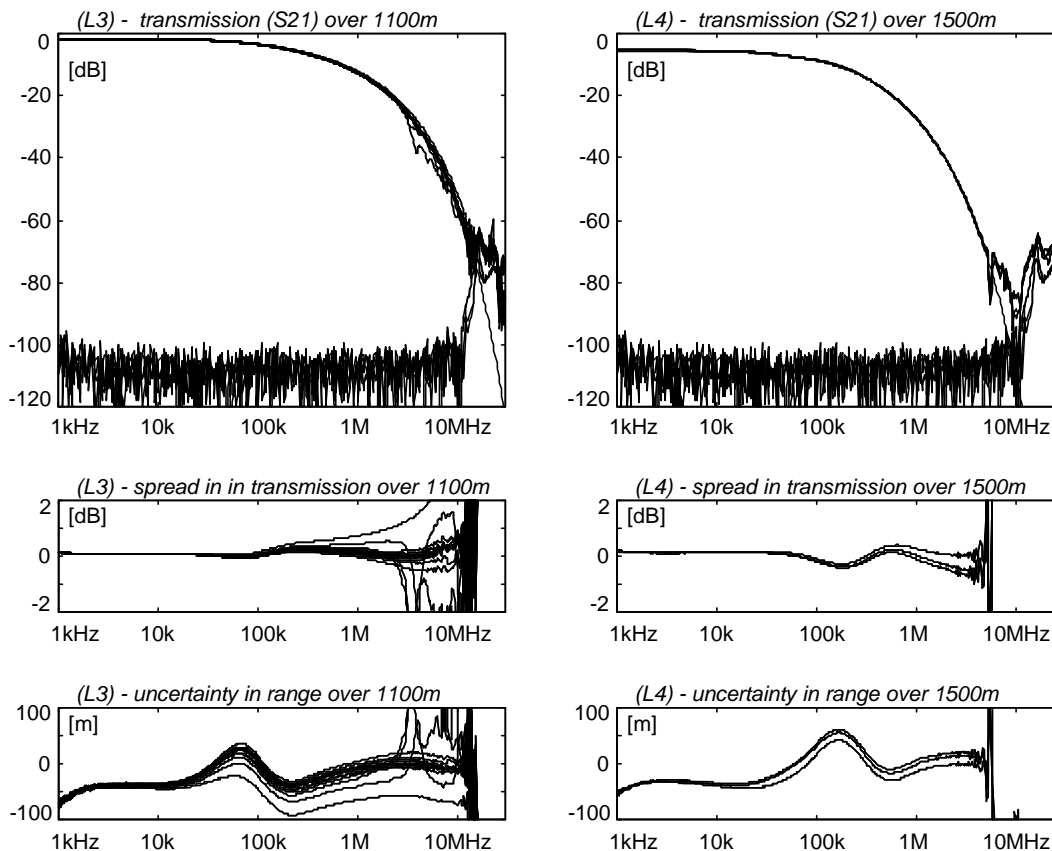 (L3) - transmission (S21) over 1100m
0
[dB]
-20
-40
-60
-80
-100
-120
1kHz 10k 100k 1M 10MHz
(L4) - transmission (S21) over 1500m
0
[dB]
-20
-40
-60
-80
-100
-120
1kHz 10k 100k 1M 10MHz
(L3) - spread in in transmission over 1100m
2
[dB]
0
-2
1kHz 10k 100k 1M 10MHz
(L4) - spread in transmission over 1500m
2
[dB]
0
-2
1kHz 10k 100k 1M 10MHz
(L3) - uncertainty in range over 1100m
100
[m]
0
-100
1kHz 10k 100k 1M 10MHz
(L4) - uncertainty in range over 1500m
100
[m]
0
-100
1kHz 10k 100k 1M 10MHz